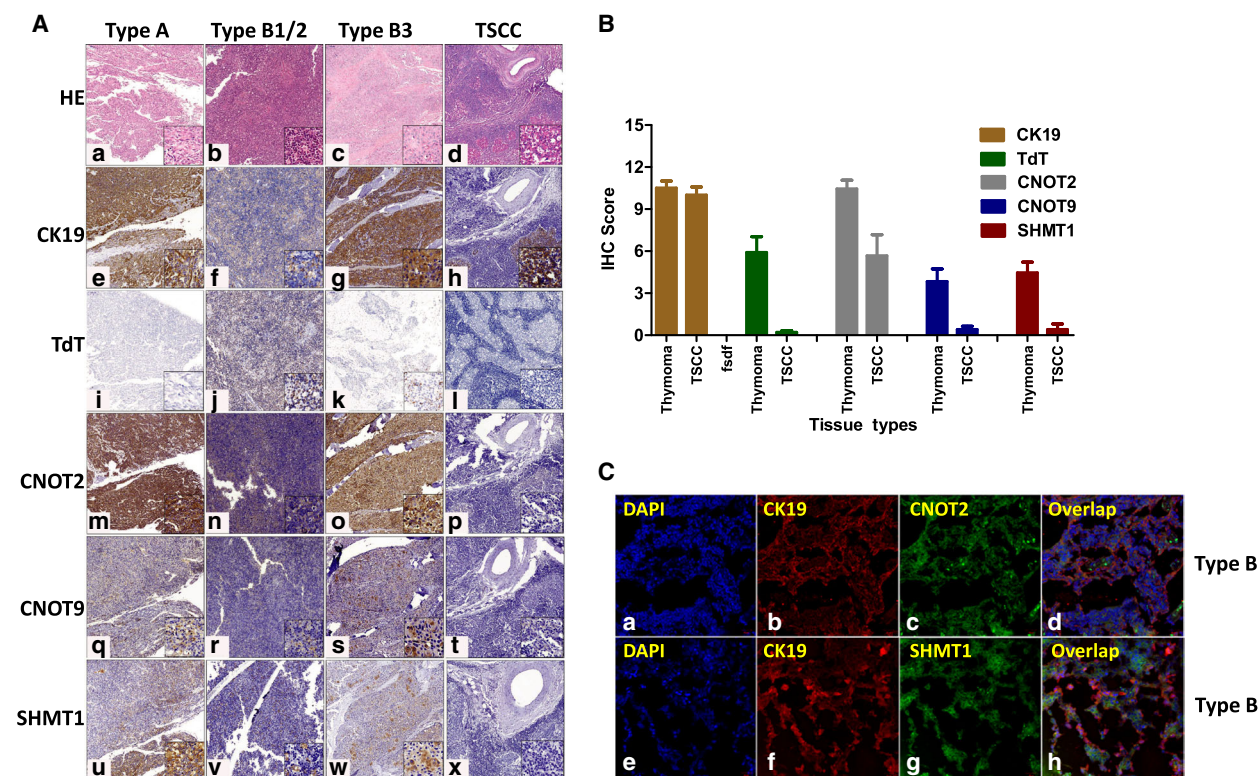 A
Type A Type B1/2 Type B3 TSCC
HE
a b c d
CK19
e f g h
TdT
i j k l
CNOT2
m n o p
CNOT9
q r s t
SHMT1
u v w x
B
15
12
9
6
3
0
IHC Score
CK19
TdT
CNOT2
CNOT9
SHMT1
Thymoma
TSCC
fsdf
Thymoma
TSCC
Thymoma
TSCC
Thymoma
TSCC
Thymoma
TSCC
Tissue types
C
DAPI CK19 CNOT2 Overlap
Type B
a b c d
DAPI CK19 SHMT1 Overlap
Type B
e f g h